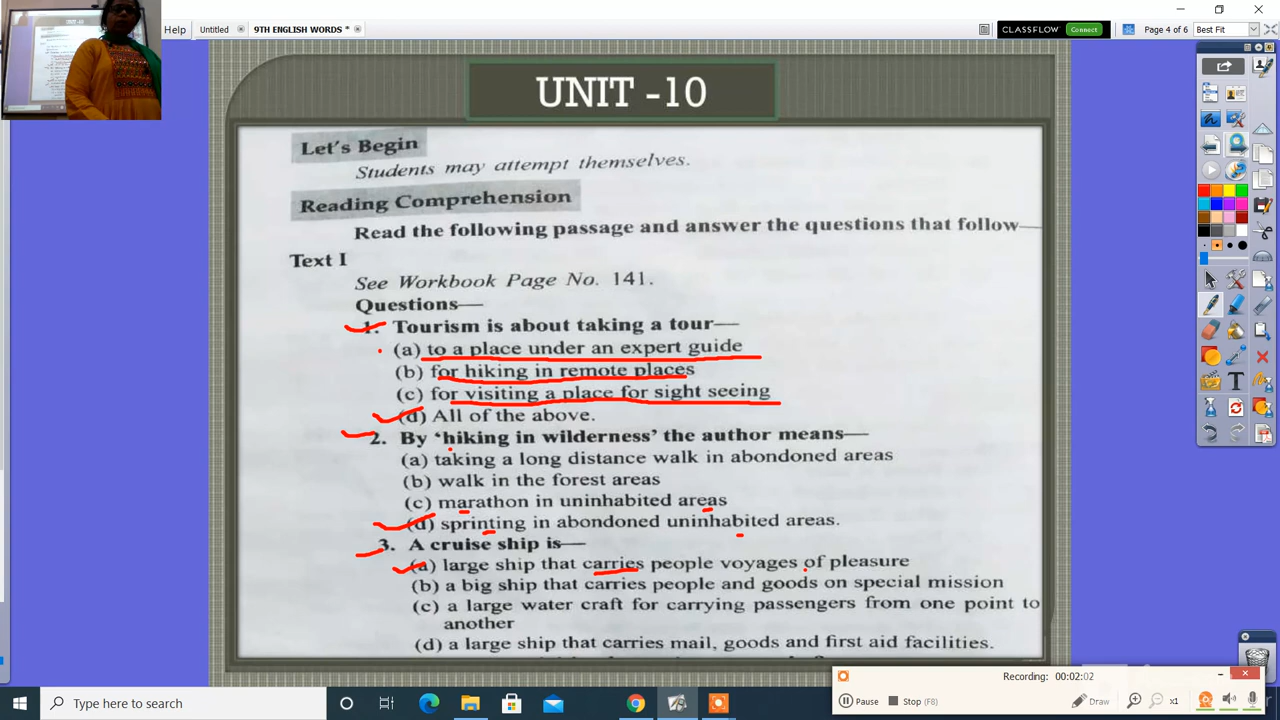 Help
Untitled
9TH ENGLISH WORDS *
CLASSFLOW
Connect
Page 4 of 6
Best Fit
UNIT -10
Let's Begin
Students may attempt themselves.
Reading Comprehension
Read the following passage and answer the questions that follow—
Text I
See Workbook Page No. 141.
Questions—
1. Tourism is about taking a tour—
(a) to a place under an expert guide
(b) for hiking in remote places
(c) for visiting a place for sight seeing
(d) All of the above.
2. By 'hiking in wilderness' the author means—
(a) taking a long distance walk in abondoned areas
(b) walk in the forest areas
(c) marathon in uninhabited areas
(d) sprinting in abondoned uninhabited areas.
3. A cruise ship is—
(a) large ship that carries people voyages of pleasure
(b) a big ship that carries people and goods on special mission
(c) a large water craft for carrying passengers from one point to
another
(d) a large ship that carries mail, goods and first aid facilities.
Recording: 00:02:02
Pause
Stop (F8)
Draw
x1
Type here to search